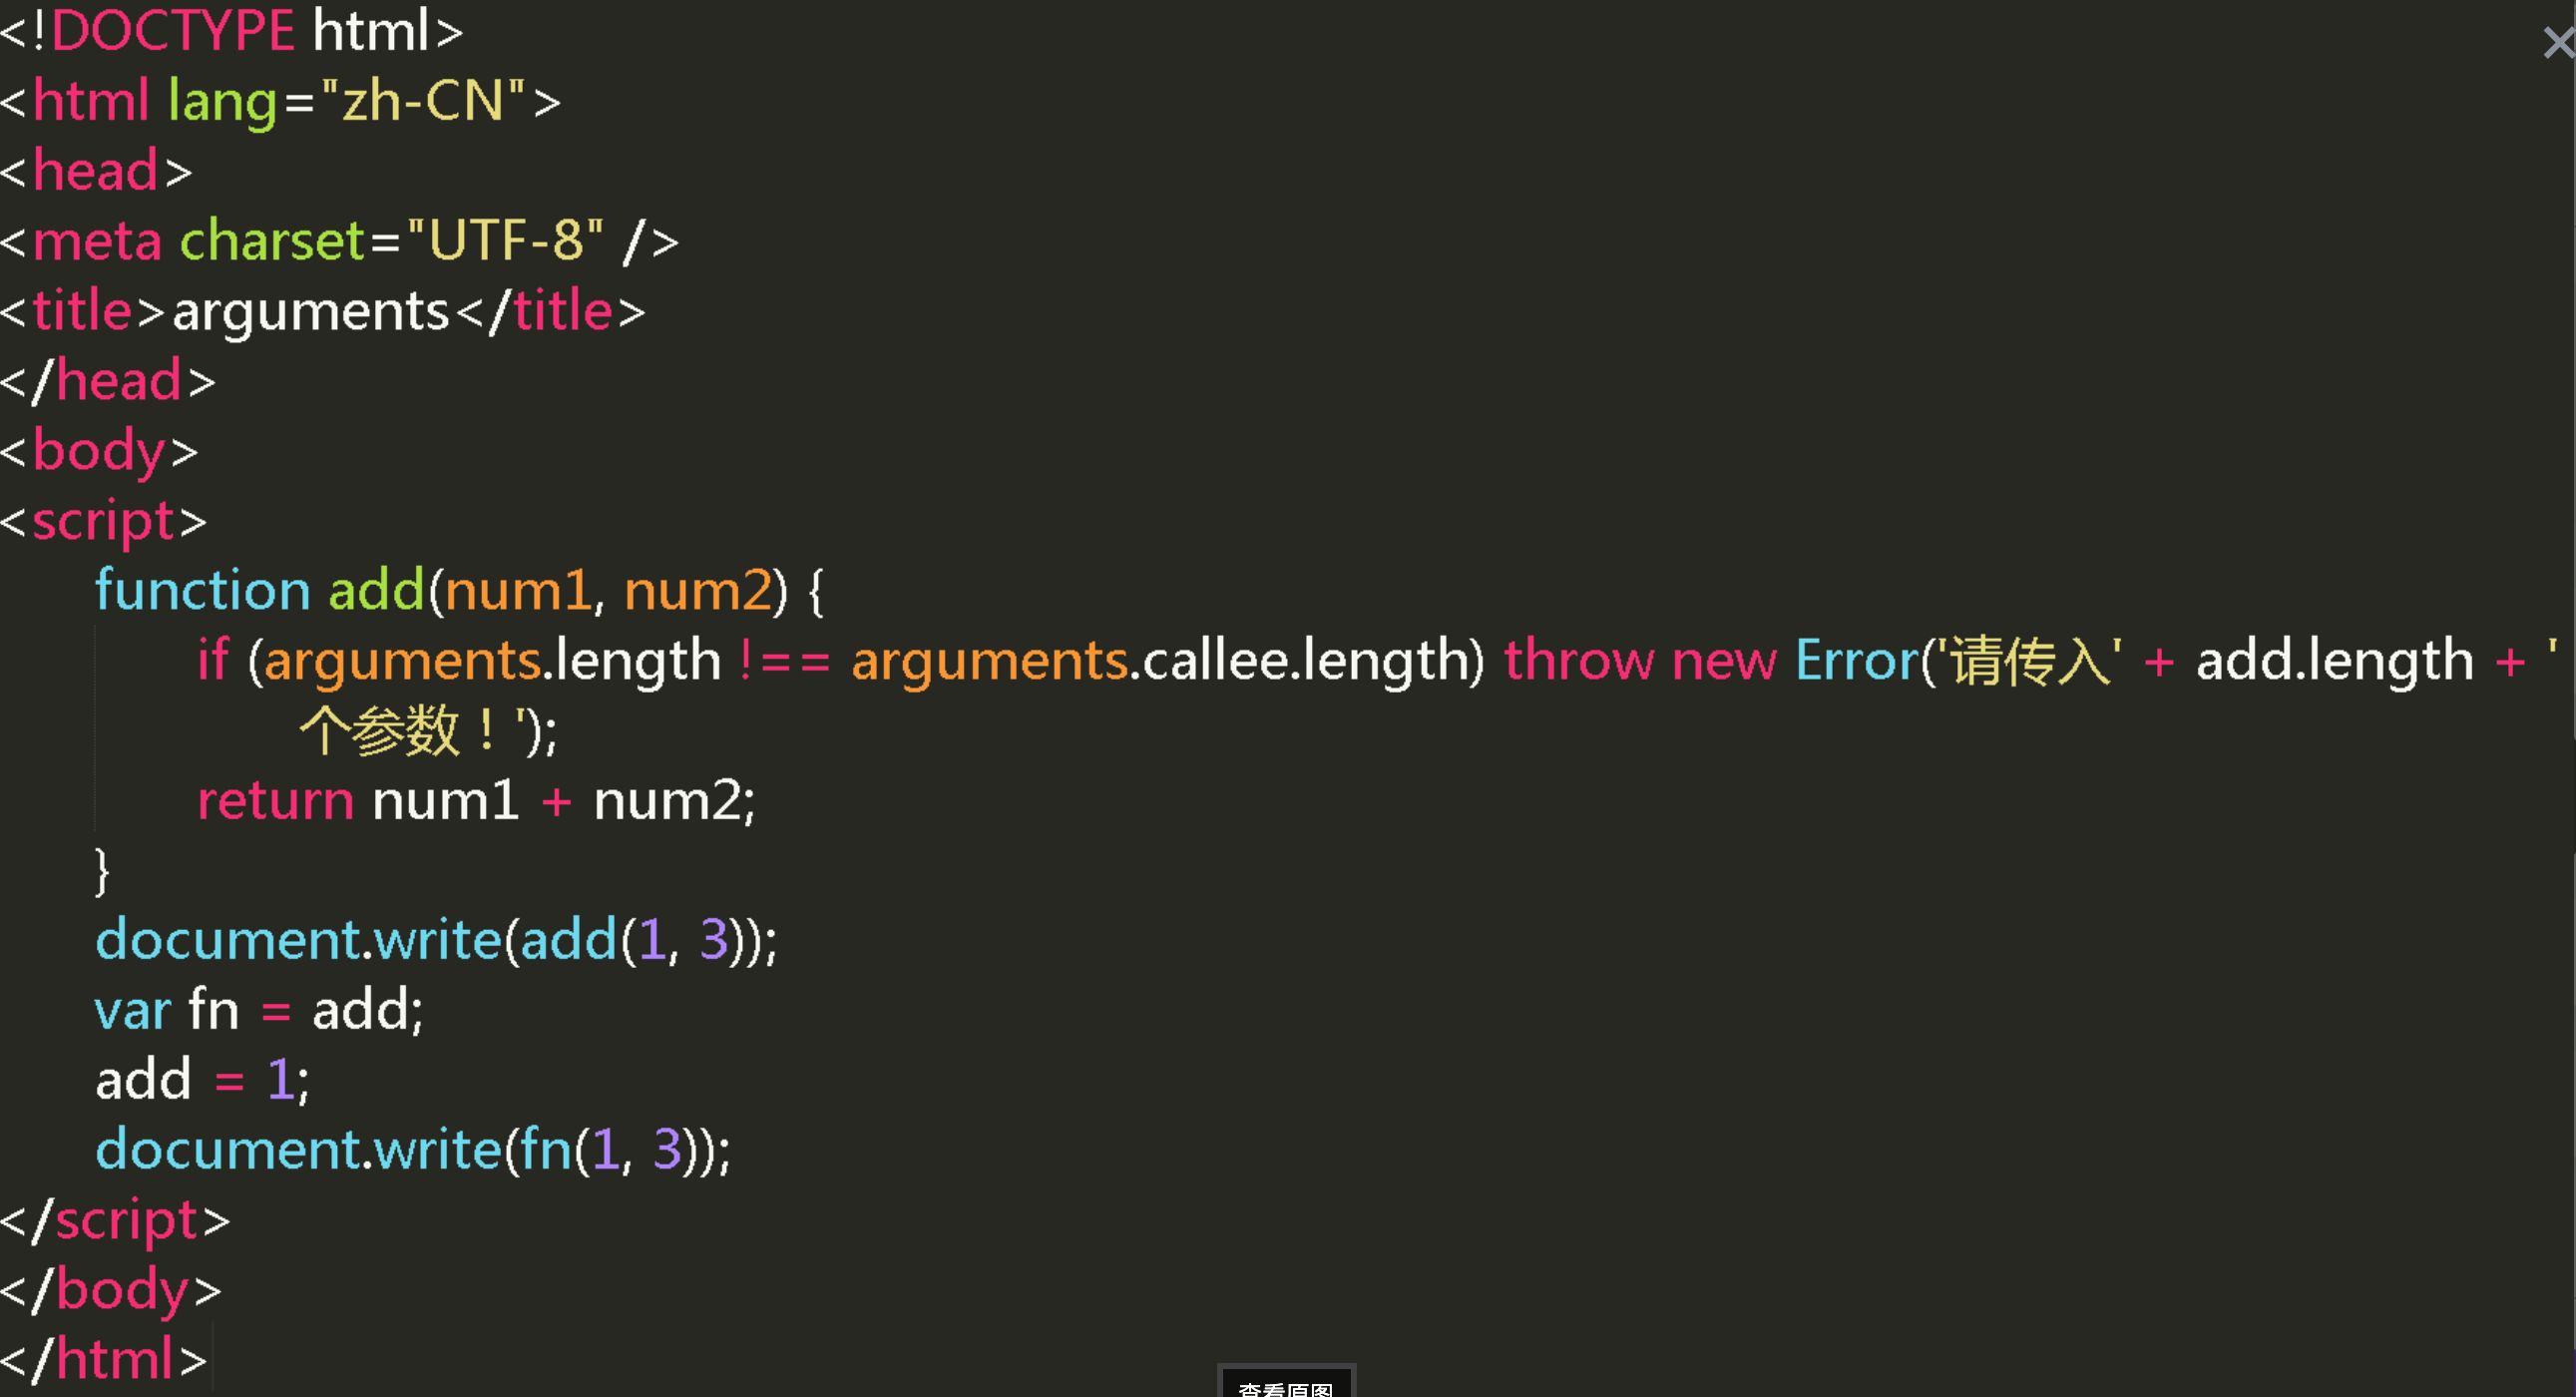 <!DOCTYPE html>
<html lang="zh-CN">
<head>
<meta charset="UTF-8" />
<title>arguments</title>
</head>
<body>
<script>
function add(num1, num2) {
if (arguments.length !== arguments.callee.length) throw new Error('请传入' + add.length + '
个参数！');
return num1 + num2;
}
document.write(add(1, 3));
var fn = add;
add = 1;
document.write(fn(1, 3));
</script>
</body>
</html>
查看原图